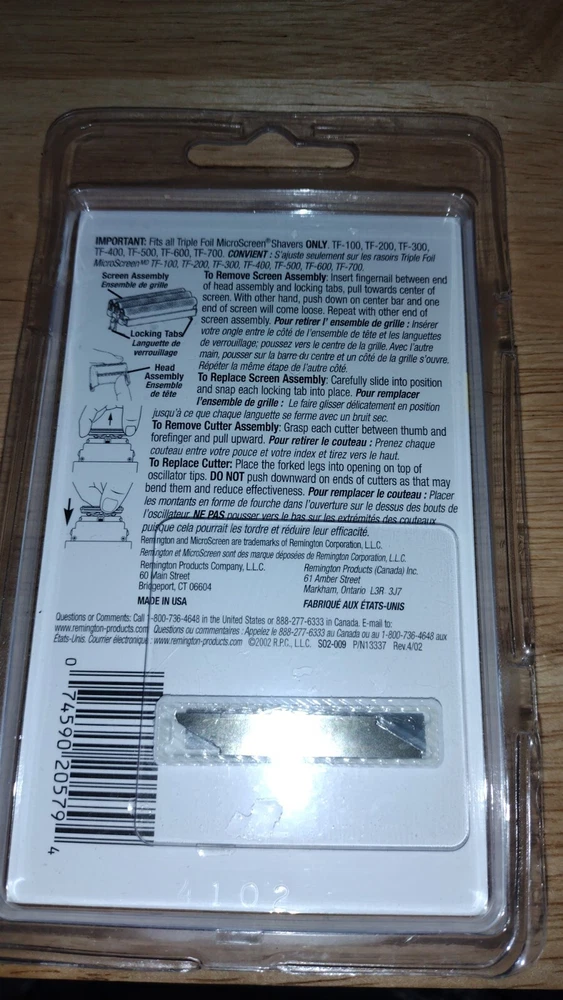 IMPORTANT: Fits all Triple Foil MicroScreen® Shavers ONLY. TF-100, TF-200, TF-300,
TF-400, TF-500, TF-600, TF-700. CONVIENT : S'ajuste seulement sur les rasoirs Triple Foil
MicroScreenMD TF-100, TF-200, TF-300, TF-400, TF-500, TF-600, TF-700.
Screen Assembly
Ensemble de grille
Locking Tabs
Languette de
verrouillage
Head
Assembly
Ensemble
de tête
To Remove Screen Assembly: Insert fingernail between end
of head assembly and locking tabs, pull towards center of
screen. With other hand, push down on center bar and one
end of screen will come loose. Repeat with other end of
screen assembly. Pour retirer l' ensemble de grille : Insérer
votre ongle entre le côté de l'ensemble de tête et les languettes
de verrouillage; poussez vers le centre de la grille. Avec l'autre
main, pousser sur la barre du centre et un côté de la grille s'ouvre.
Répéter la même étape de l'autre côté.
To Replace Screen Assembly: Carefully slide into position
and snap each locking tab into place. Pour remplacer
l'ensemble de grille : Le faire glisser délicatement en position
jusqu'à ce que chaque languette se ferme avec un bruit sec.
To Remove Cutter Assembly: Grasp each cutter between thumb and
forefinger and pull upward. Pour retirer le couteau : Prenez chaque
couteau entre votre pouce et votre index et tirez vers le haut.
To Replace Cutter: Place the forked legs into opening on top of
oscillator tips. DO NOT push downward on ends of cutters as that may
bend them and reduce effectiveness. Pour remplacer le couteau : Placer
les montants en forme de fourche dans l'ouverture sur le dessus des bouts de
l'oscillateur. NE PAS pousser vers le bas sur les extrémités des couteaux
puisque cela pourrait les tordre et réduire leur efficacité.
Remington and MicroScreen are trademarks of Remington Corporation, L.L.C.
Remington et MicroScreen sont des marque déposées de Remington Corporation, L.L.C.
Remington Products Company, L.L.C.
60 Main Street
Bridgeport, CT 06604
MADE IN USA
Remington Products (Canada) Inc.
61 Amber Street
Markham, Ontario L3R 3J7
FABRIQUÉ AUX ÉTATS-UNIS
Questions or Comments: Call 1-800-736-4648 in the United States or 888-277-6333 in Canada. E-mail to:
www.remington-products.com Questions ou commentaires : Appelez le 888-277-6333 au Canada ou au 1-800-736-4648 aux
États-Unis. Courrier électronique : www.remington-products.com ©2002 R.P.C., L.L.C. S02-009 P/N13337 Rev.4/02
0 74590 20579 4
4102